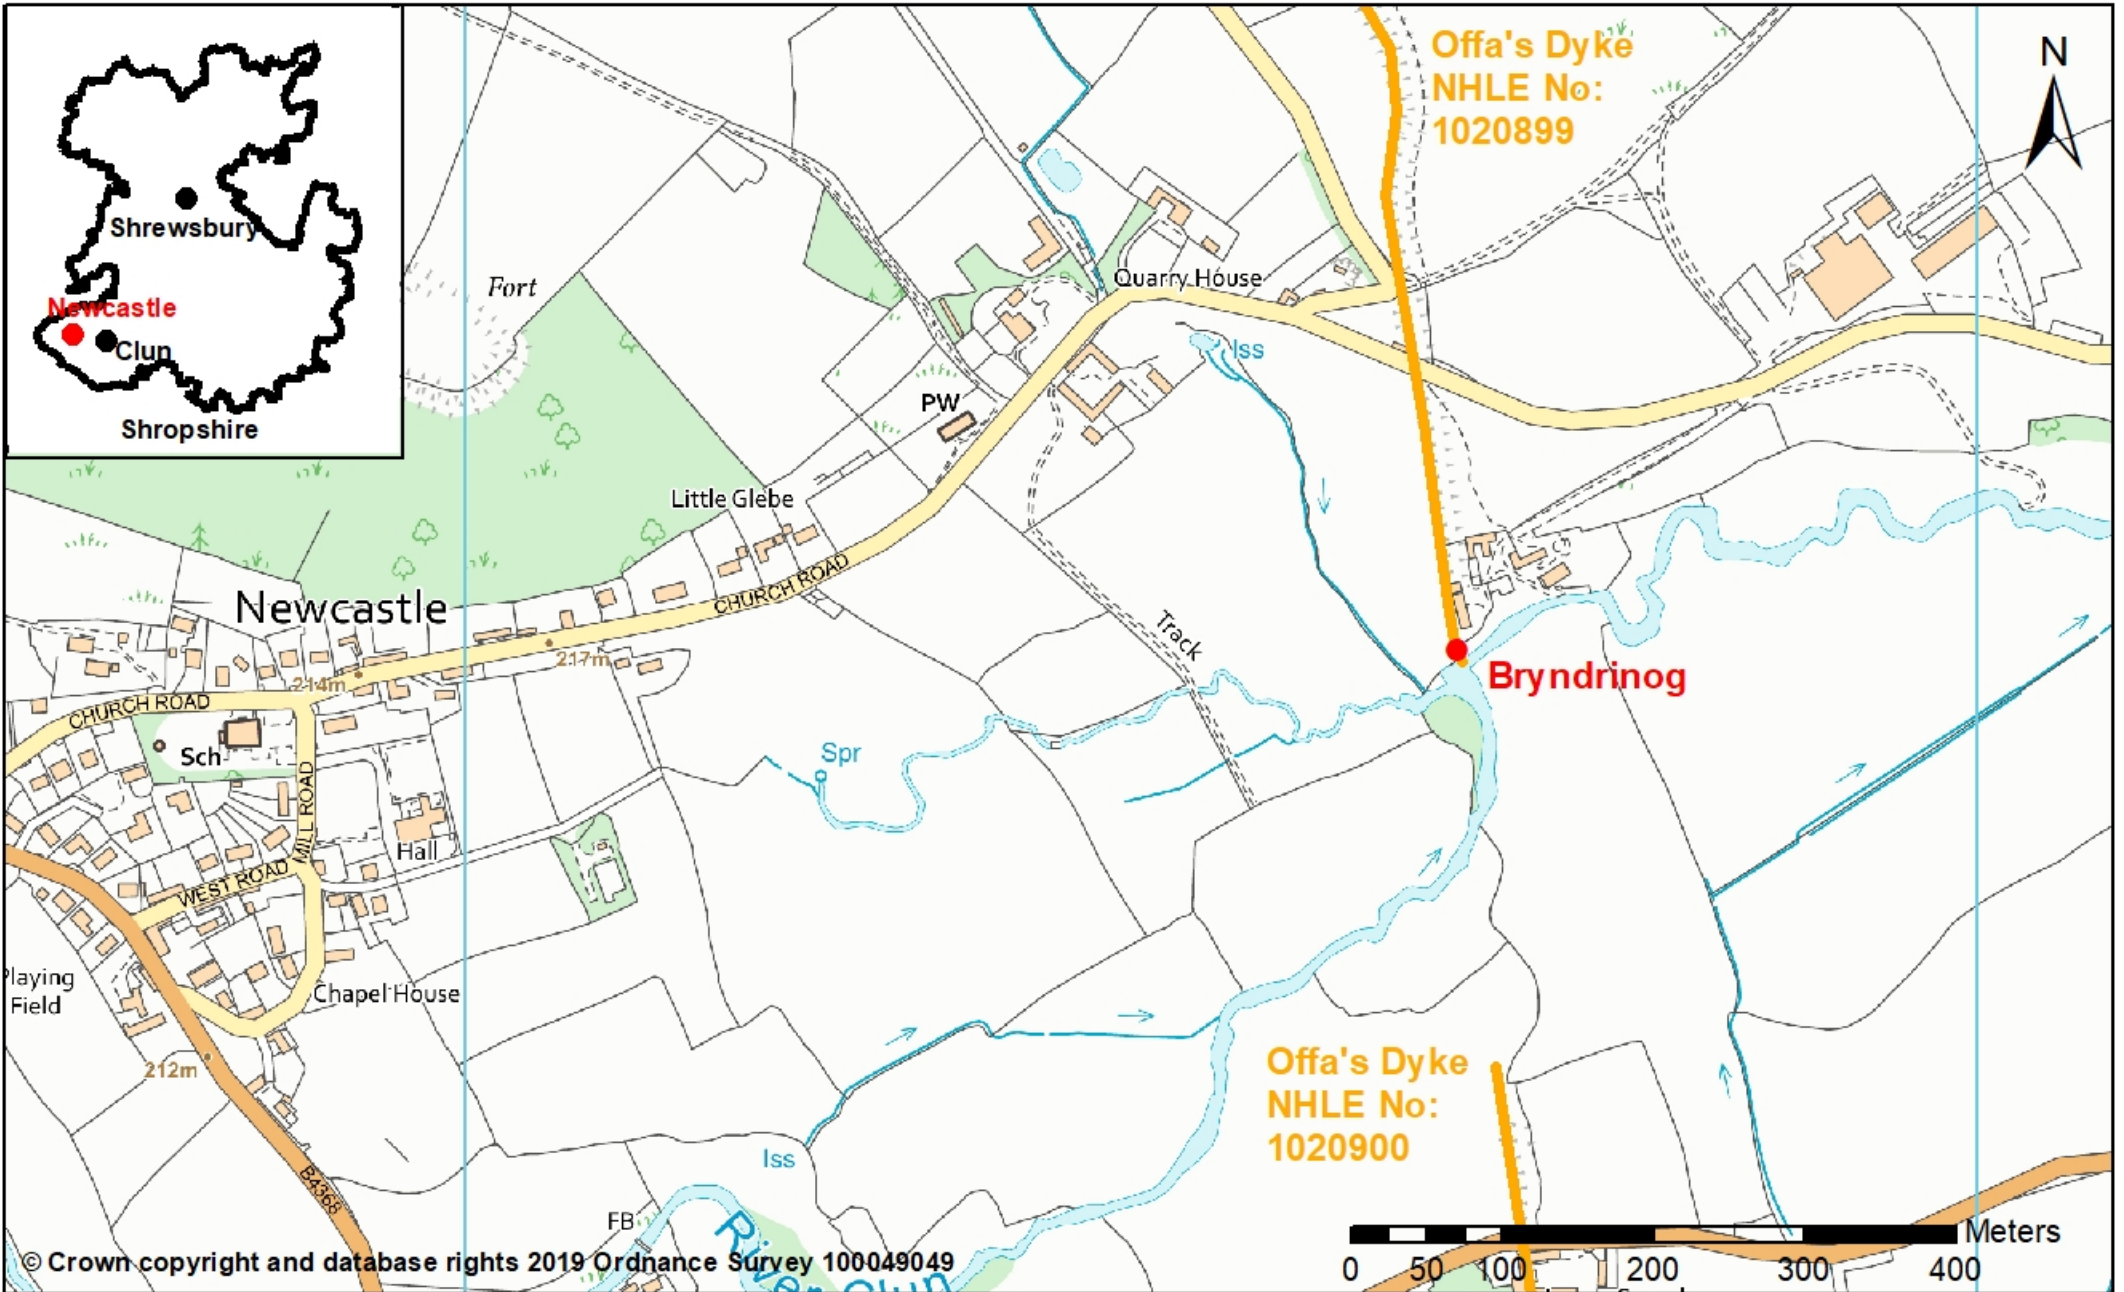 Shrewsbury
Newcastle
Clun
Shropshire
Offa's Dyke
NHLE No:
1020899
N
Fort
Quarry House
Iss
PW
Little Glebe
CHURCH ROAD
Newcastle
217m
214m
CHURCH ROAD
Track
Bryndrinog
Sch
Spr
MILL ROAD
Hall
WEST ROAD
Playing
Field
Chapel House
212m
Offa's Dyke
NHLE No:
1020900
Iss
B4368
FB
River Clun
Meters
0 50 100 200 300 400
© Crown copyright and database rights 2019 Ordnance Survey 100049049